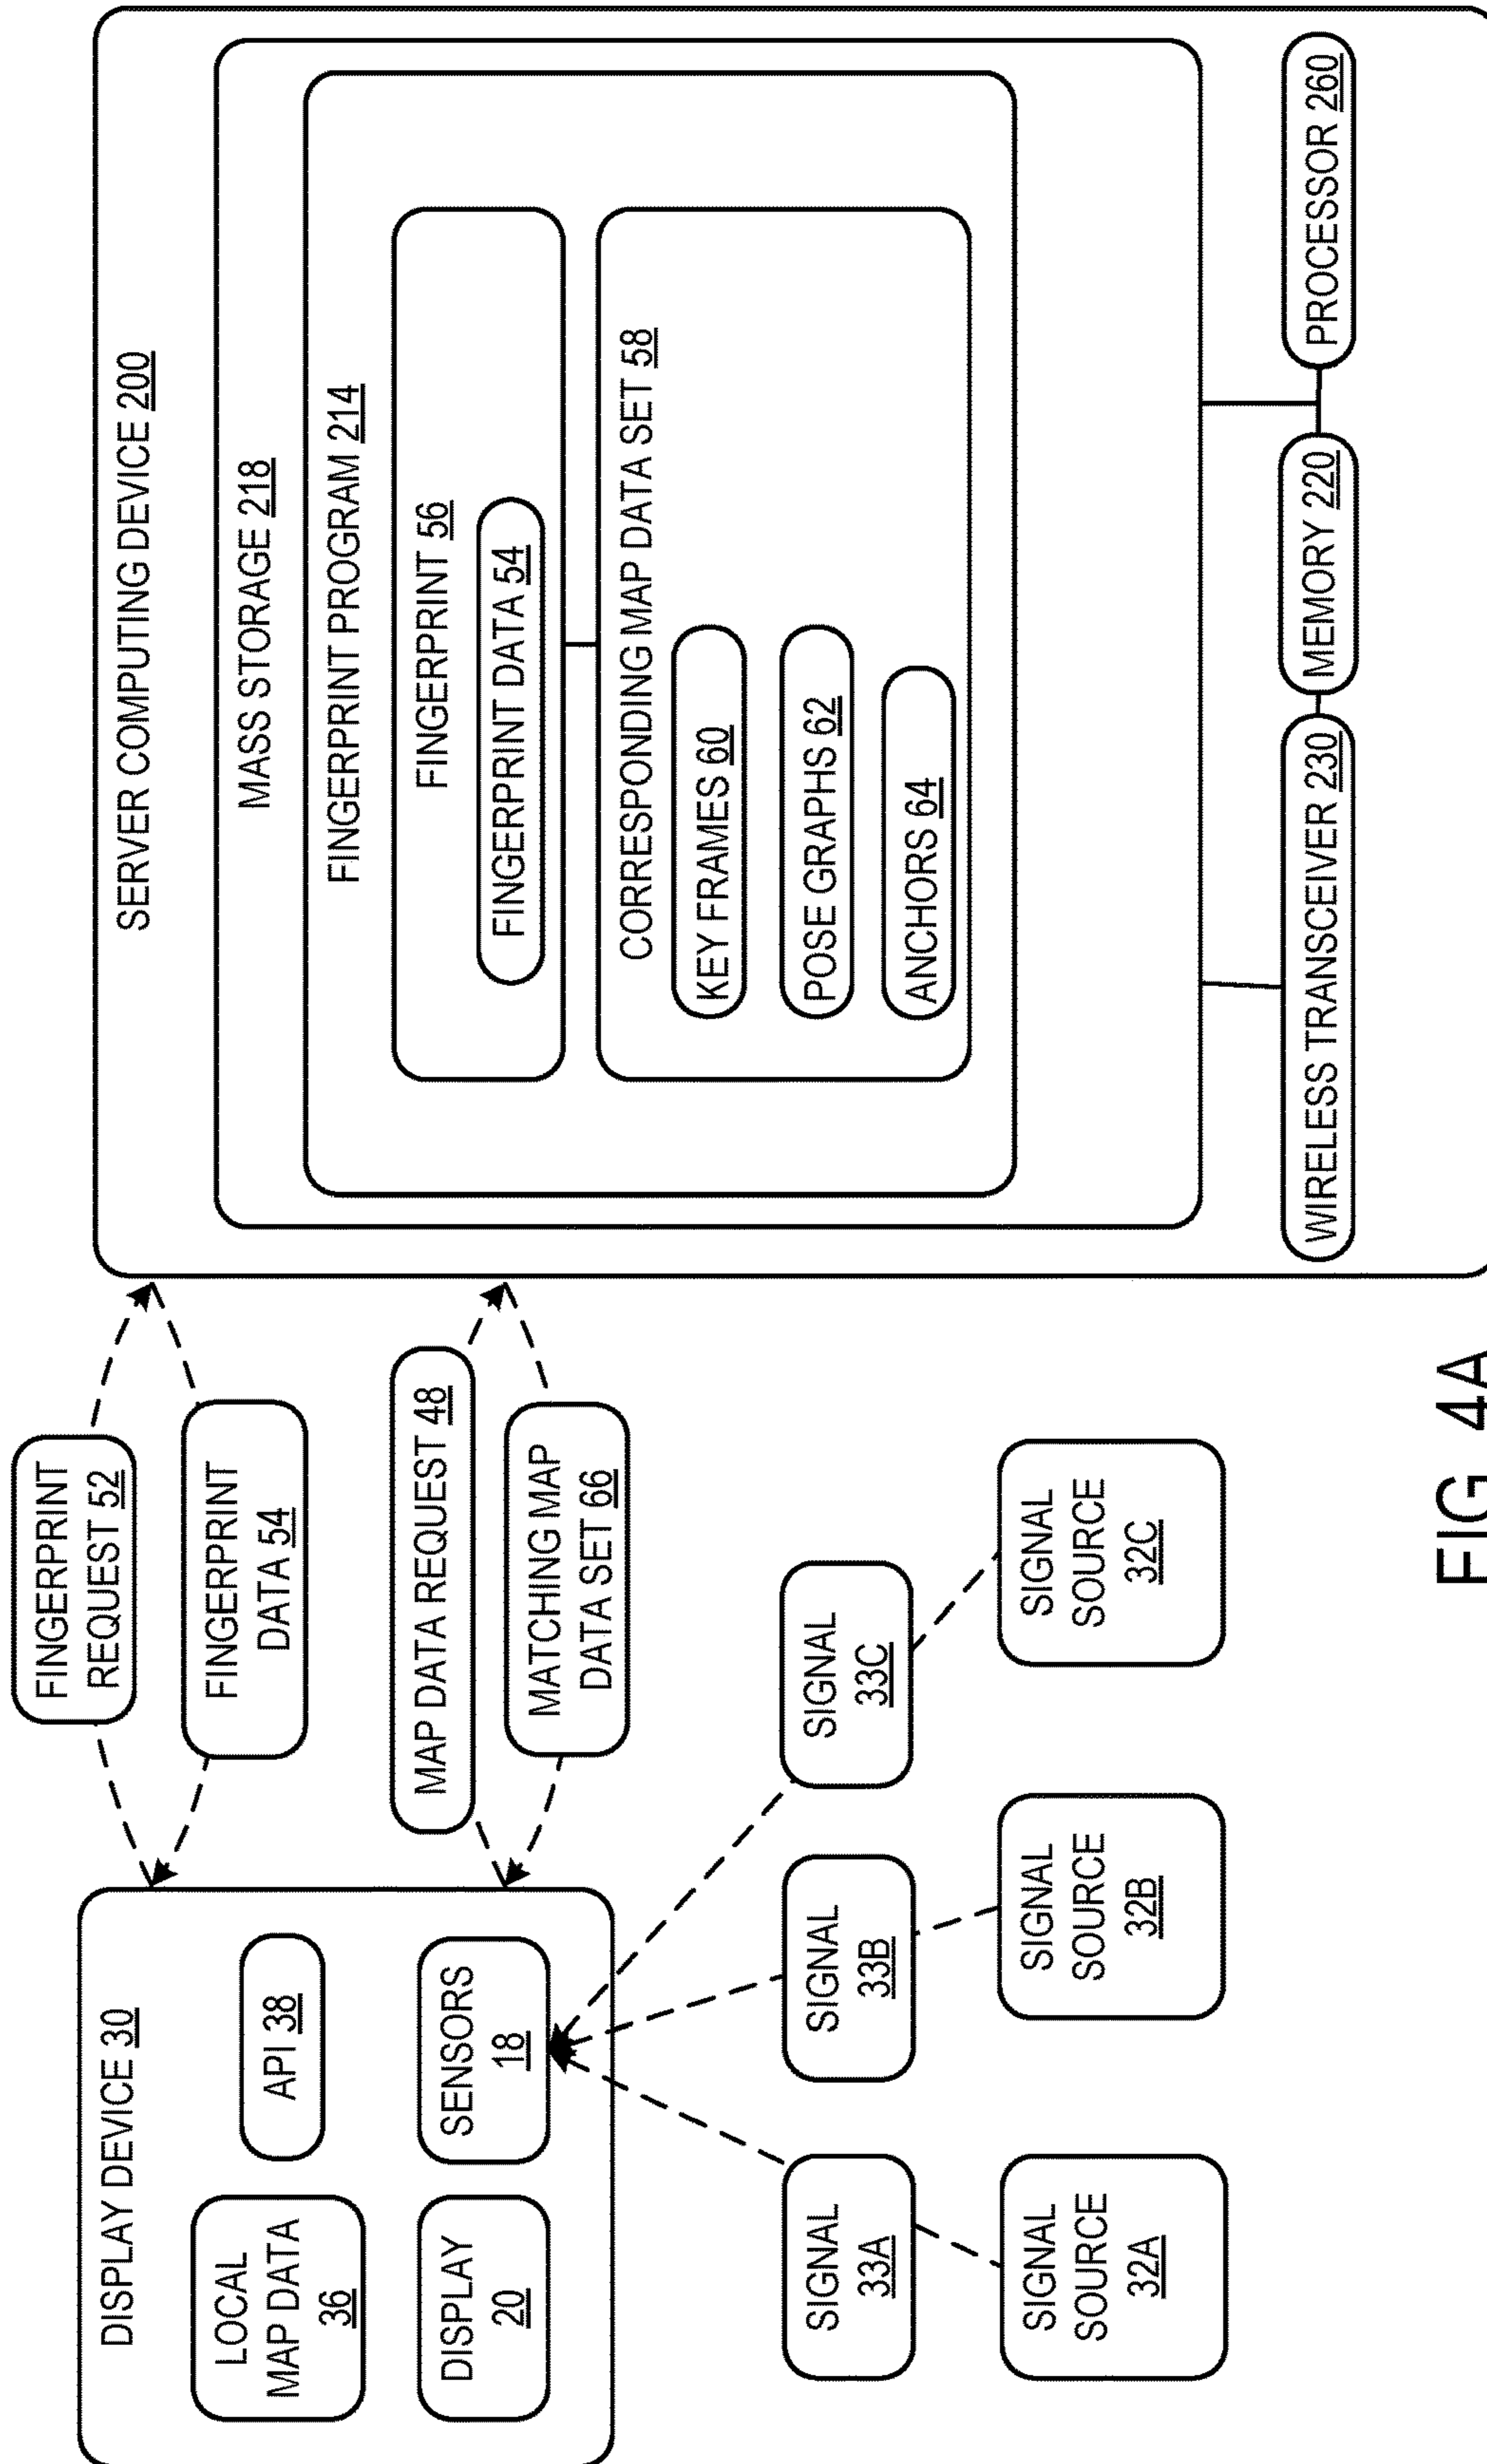 DISPLAY DEVICE 30
LOCAL
MAP DATA
36
API 38
DISPLAY
20
SENSORS
18
FINGERPRINT
REQUEST 52
FINGERPRINT
DATA 54
MAP DATA REQUEST 48
MATCHING MAP
DATA SET 66
SIGNAL
33A
SIGNAL
33B
SIGNAL
33C
SIGNAL
SOURCE
32A
SIGNAL
SOURCE
32B
SIGNAL
SOURCE
32C
SERVER COMPUTING DEVICE 200
MASS STORAGE 218
FINGERPRINT PROGRAM 214
FINGERPRINT 56
FINGERPRINT DATA 54
CORRESPONDING MAP DATA SET 58
KEY FRAMES 60
POSE GRAPHS 62
ANCHORS 64
WIRELESS TRANSCEIVER 230
MEMORY 220
PROCESSOR 260
FIG. 4A